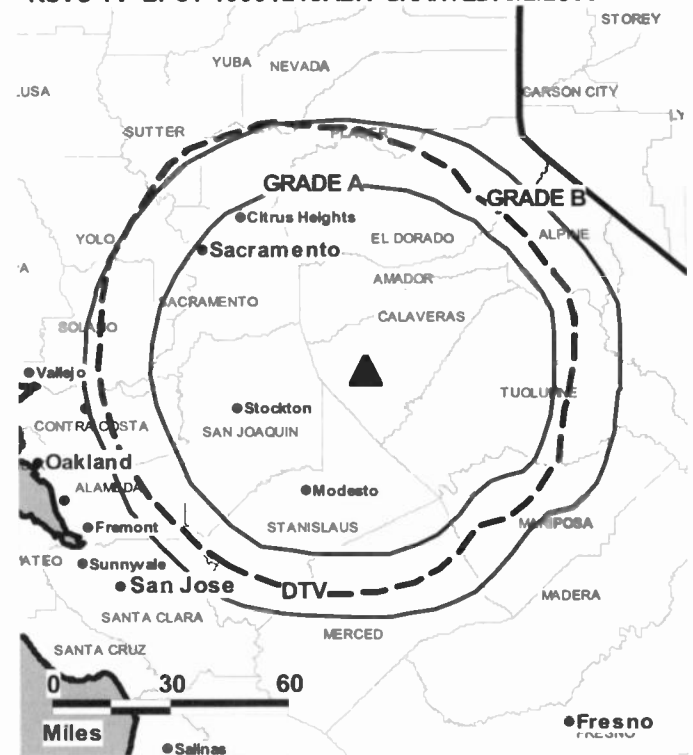 STOREY
YUBA
NEVADA
CARSON CITY
SUTTER
PLACER
GRADE A
GRADE B
Citrus Heights
YOLO
EL DORADO
ALPINE
Sacramento
AMADOR
SACRAMENTO
CALAVERAS
SOLANO
Vallejo
TUOLUMNE
Stockton
CONTRA COSTA
SAN JOAQUIN
Oakland
ALAMEDA
Modesto
Fremont
STANISLAUS
MARIPOSA
Sunnyvale
San Jose
DTV
MADERA
SANTA CLARA
MERCED
SANTA CRUZ
0 30 60
Miles
Fresno
FRESNO
Salinas